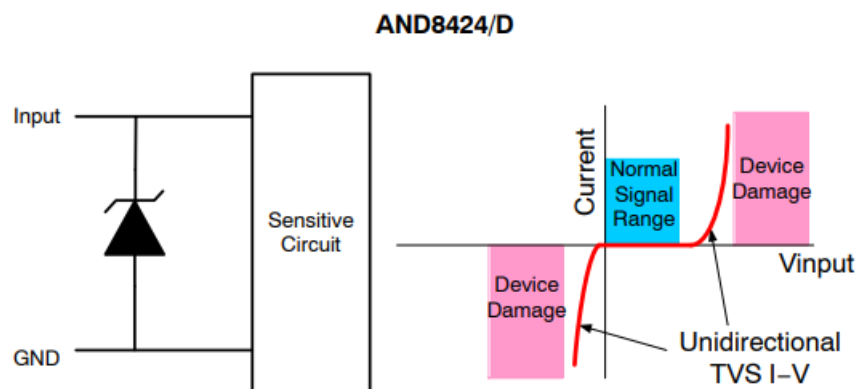 AND8424/D
Input
GND
Sensitive
Circuit
Current
Normal
Signal
Range
Device
Damage
Vinput
Device
Damage
Unidirectional
TVS I−V